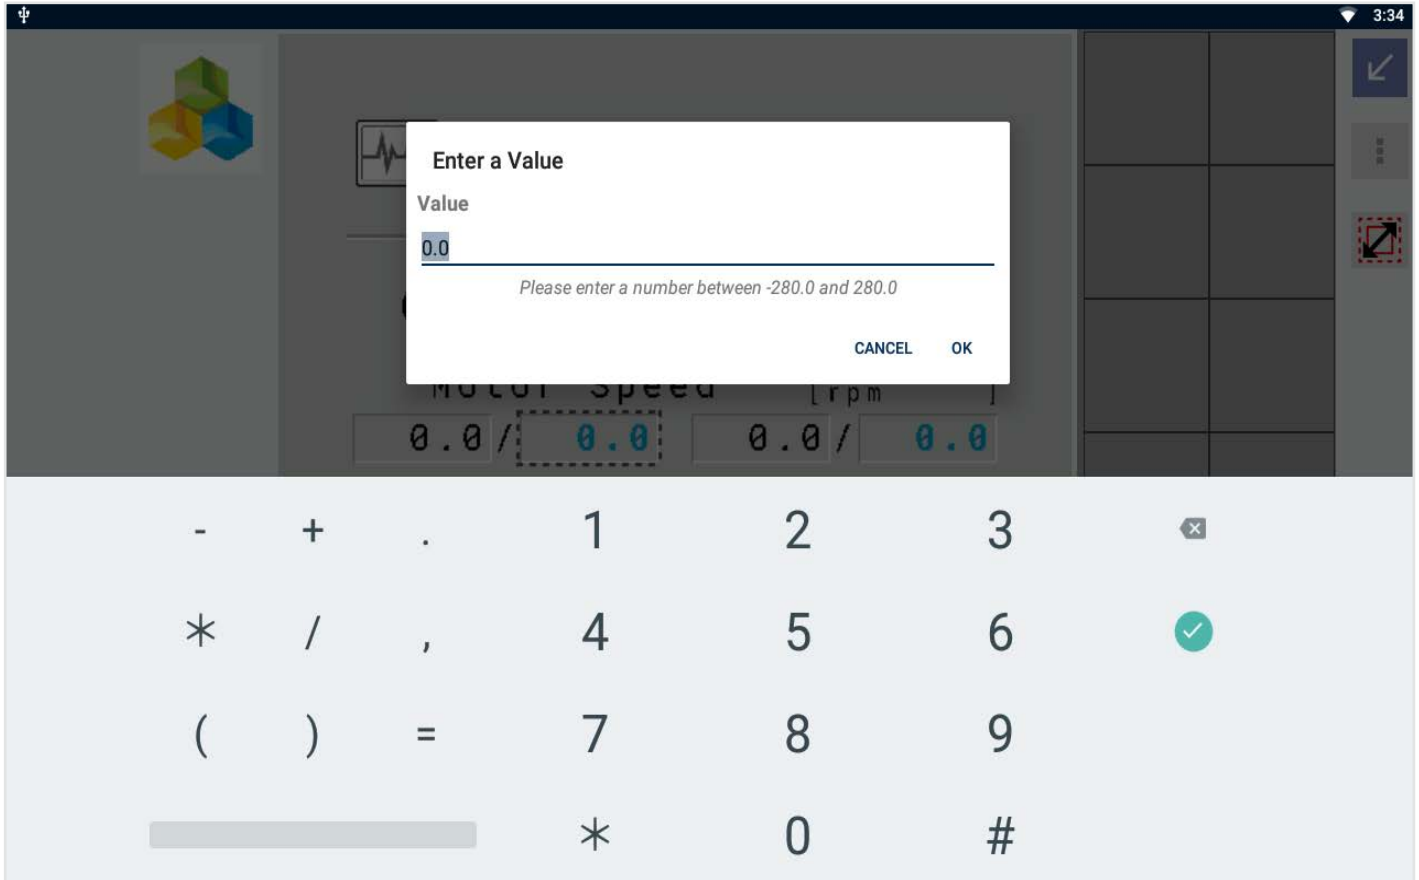 3:34
Enter a Value
Value
0.0
Please enter a number between -280.0 and 280.0
CANCEL OK
Motor Speed [rpm ]
0.0/ 0.0 0.0/ 0.0
- + . 1 2 3
* / , 4 5 6
( ) = 7 8 9
* 0 #